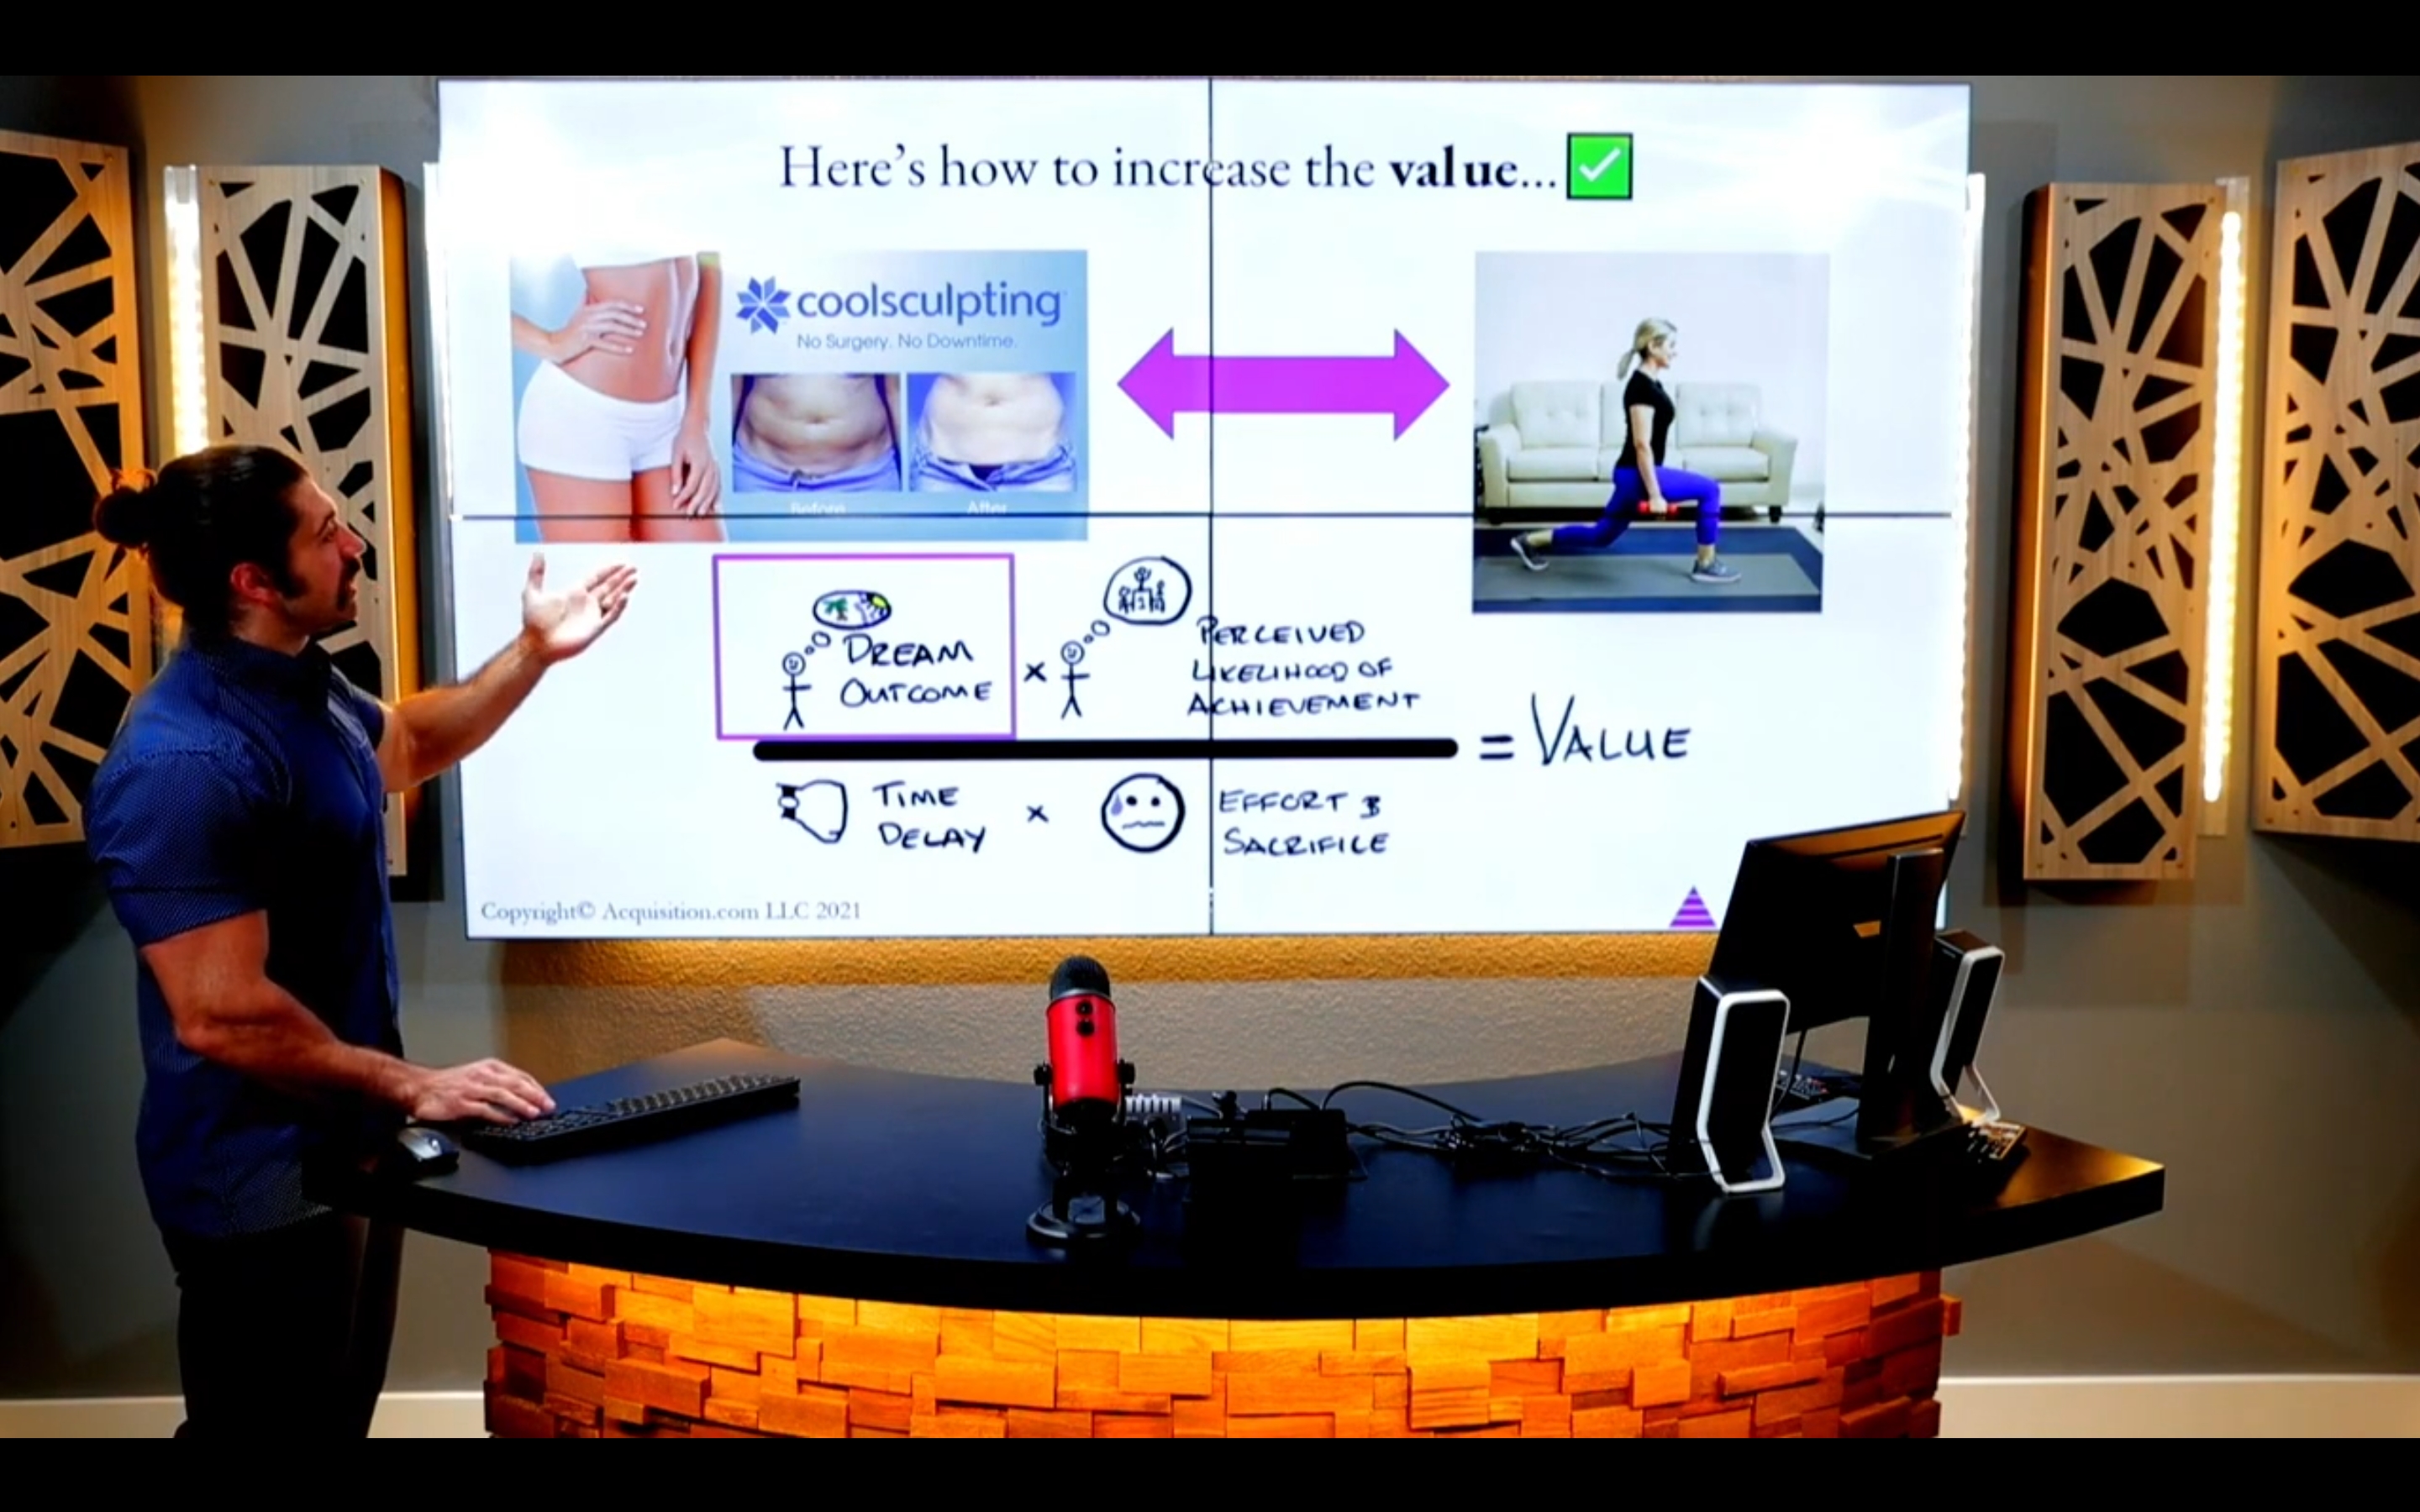 Here's how to increase the value...
coolsculpting
No Surgery. No Downtime.
Before
After
DREAM
OUTCOME
x
PERCEIVED
LIKELIHOOD OF
ACHIEVEMENT
= VALUE
TIME
DELAY
x
EFFORT &
SACRIFICE
Copyright© Acquisition.com LLC 2021